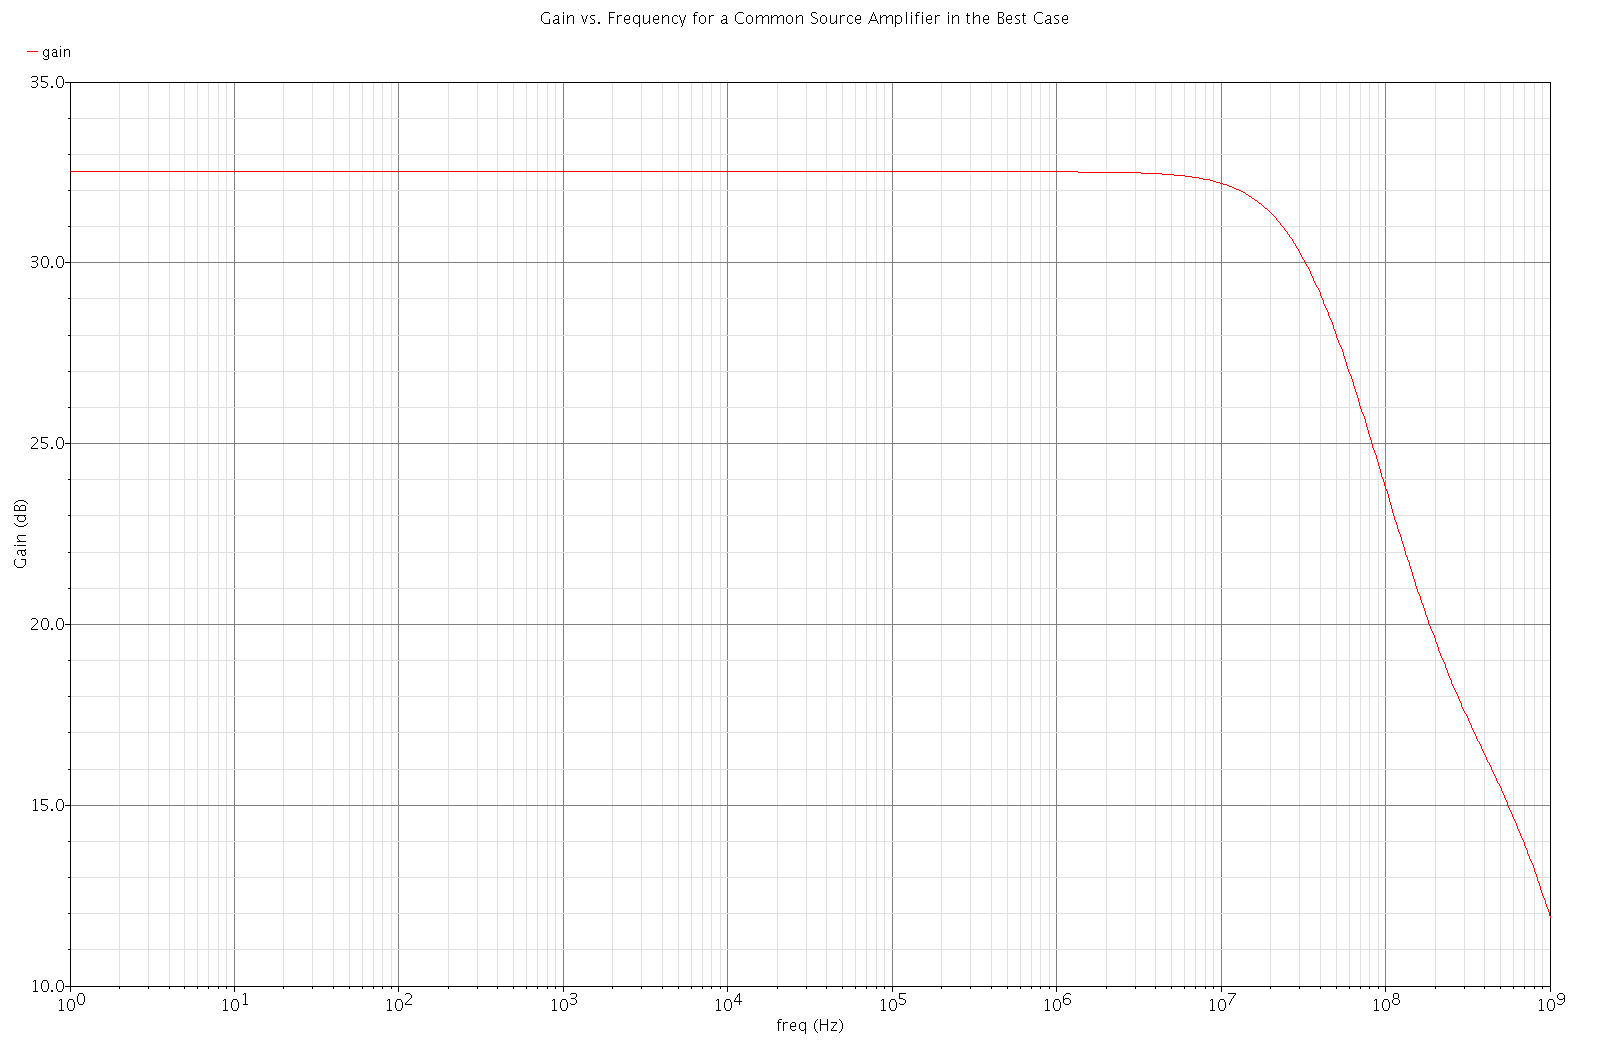 Gain vs. Frequency for a Common Source Amplifier in the Best Case
gain
35.0
30.0
25.0
20.0
15.0
10.0
Gain (dB)
10⁰ 10¹ 10² 10³ 10⁴ 10⁵ 10⁶ 10⁷ 10⁸ 10⁹
freq (Hz)